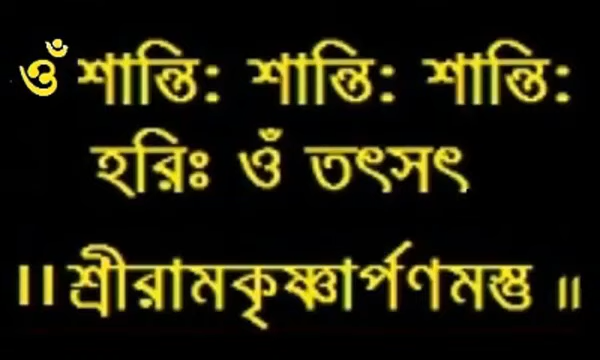 ওঁ শান্তি: শান্তি: শান্তি:
হরিঃ ওঁ তৎসৎ
।। শ্রীরামকৃষ্ণার্পণমস্তু ॥